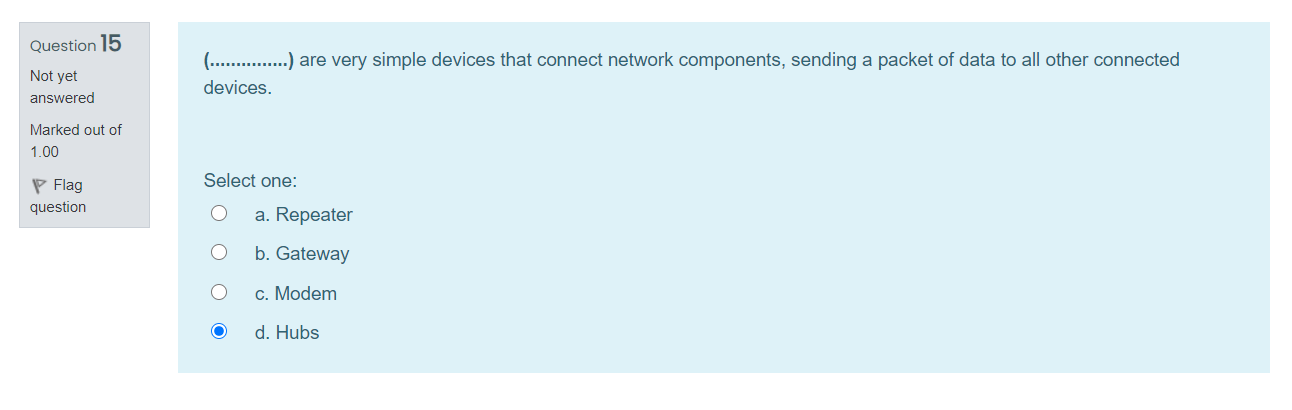 Question 15
Not yet
answered
Marked out of
1.00
Flag
question
(...............) are very simple devices that connect network components, sending a packet of data to all other connected
devices.
Select one:
a. Repeater
b. Gateway
c. Modem
d. Hubs